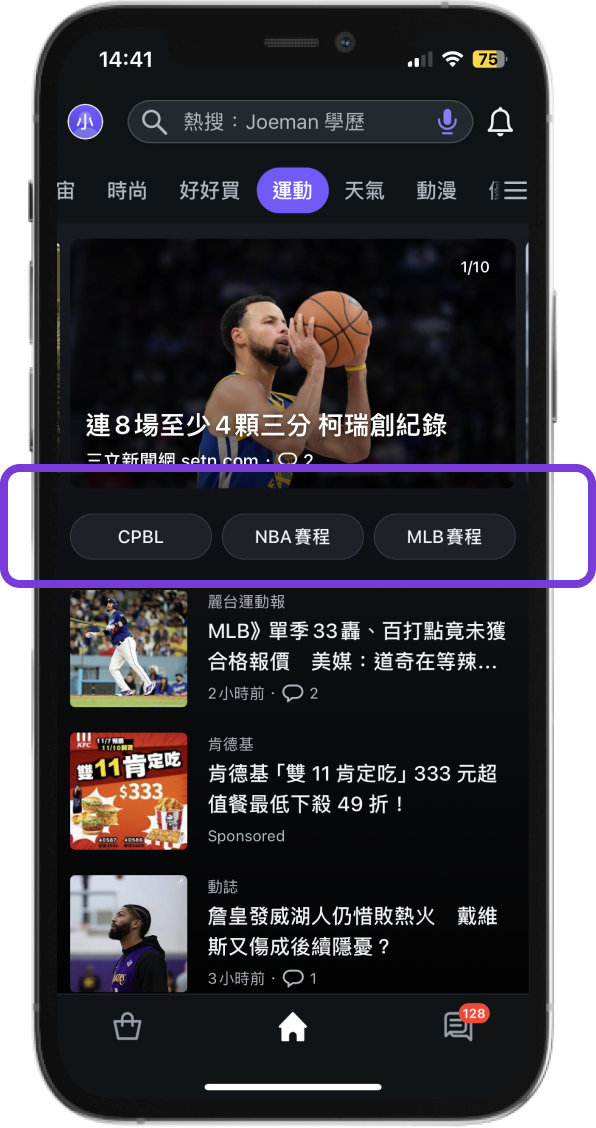 14:41
75
小
熱搜：Joeman 學歷
宙
時尚
好好買
運動
天氣
動漫
1/10
連8場至少4顆三分 柯瑞創紀錄
三立新聞網 setn.com · 2
CPBL
NBA 賽程
MLB 賽程
麗台運動報
MLB》單季33轟、百打點竟未獲
合格報價 美媒：道奇在等辣...
2小時前 · 2
KFC
11/7 預購
11/10 開賣
雙11肯定吃
$333
肯德基
肯德基「雙 11 肯定吃」333 元超
值餐最低下殺 49 折！
Sponsored
動誌
詹皇發威湖人仍惜敗熱火 戴維
斯又傷成後續隱憂？
3小時前 · 1
128